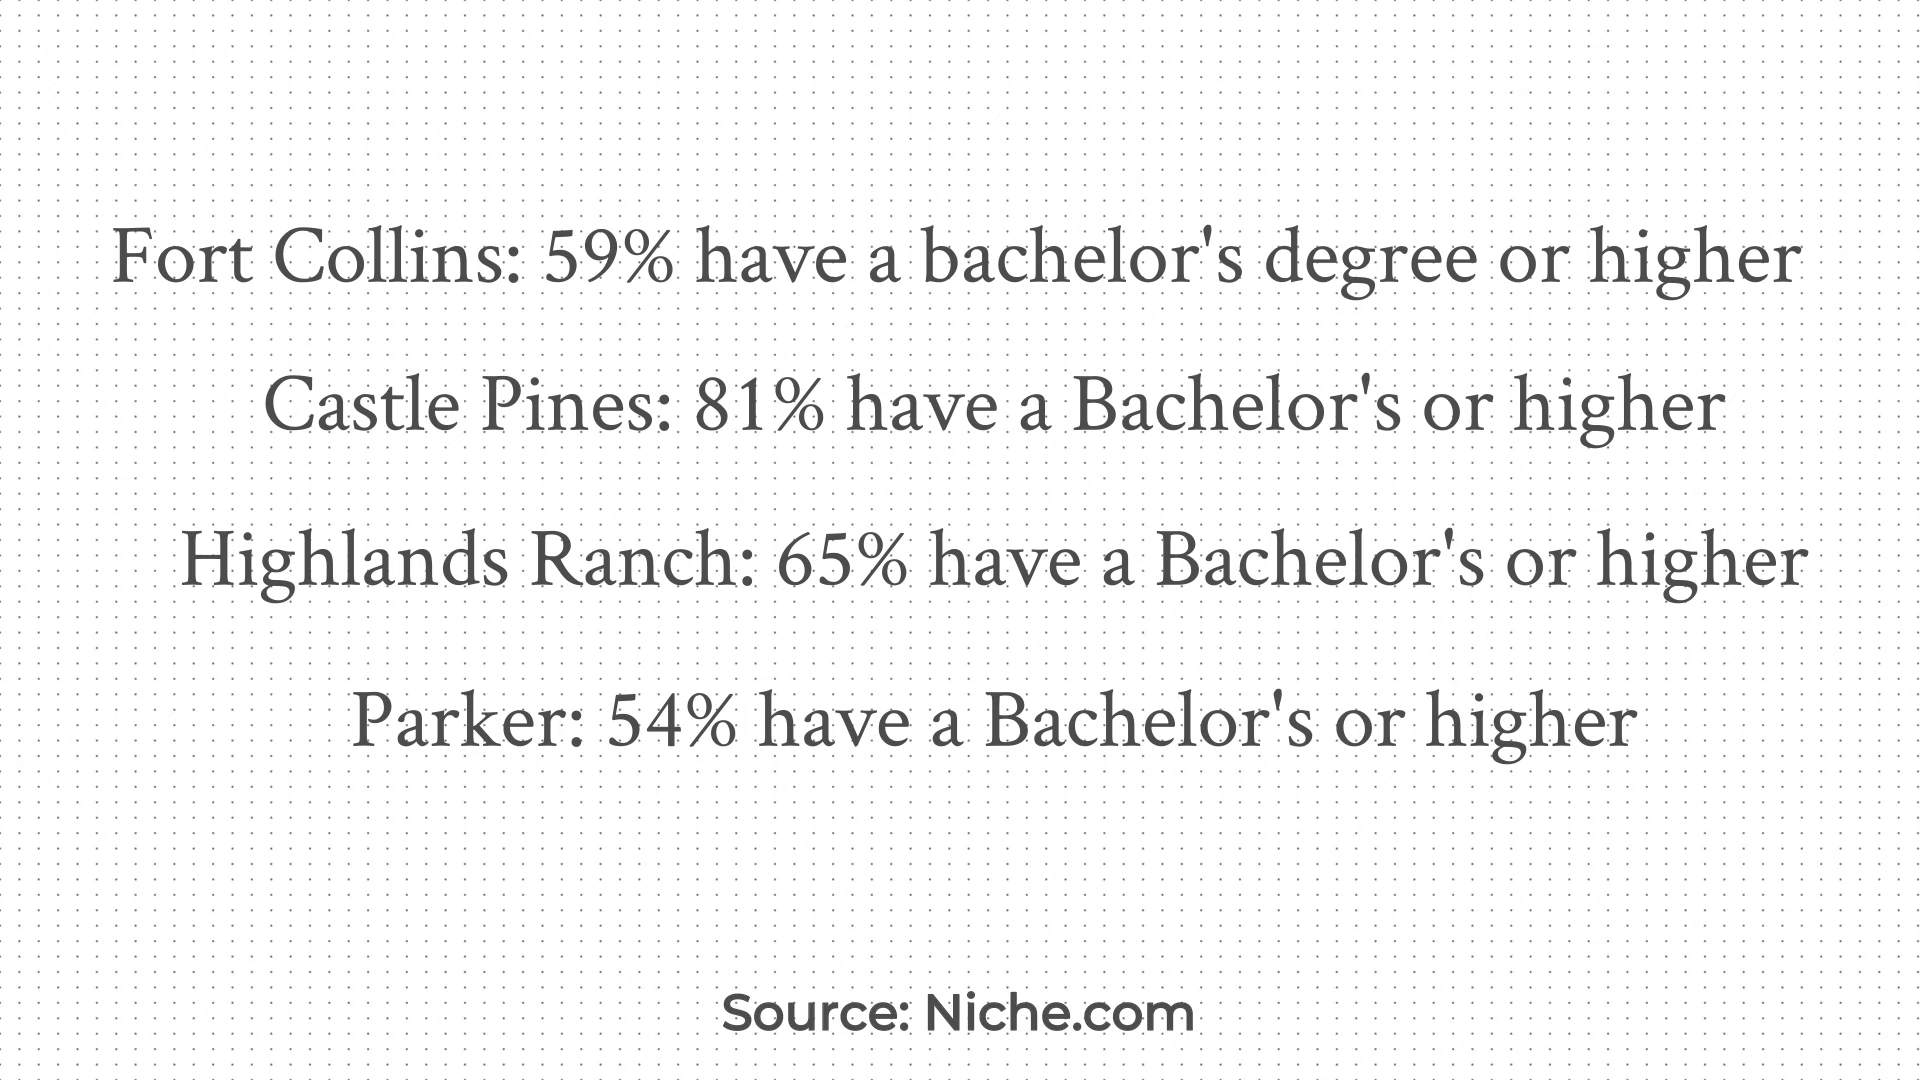 Fort Collins: 59% have a bachelor's degree or higher
Castle Pines: 81% have a Bachelor's or higher
Highlands Ranch: 65% have a Bachelor's or higher
Parker: 54% have a Bachelor's or higher
Source: Niche.com